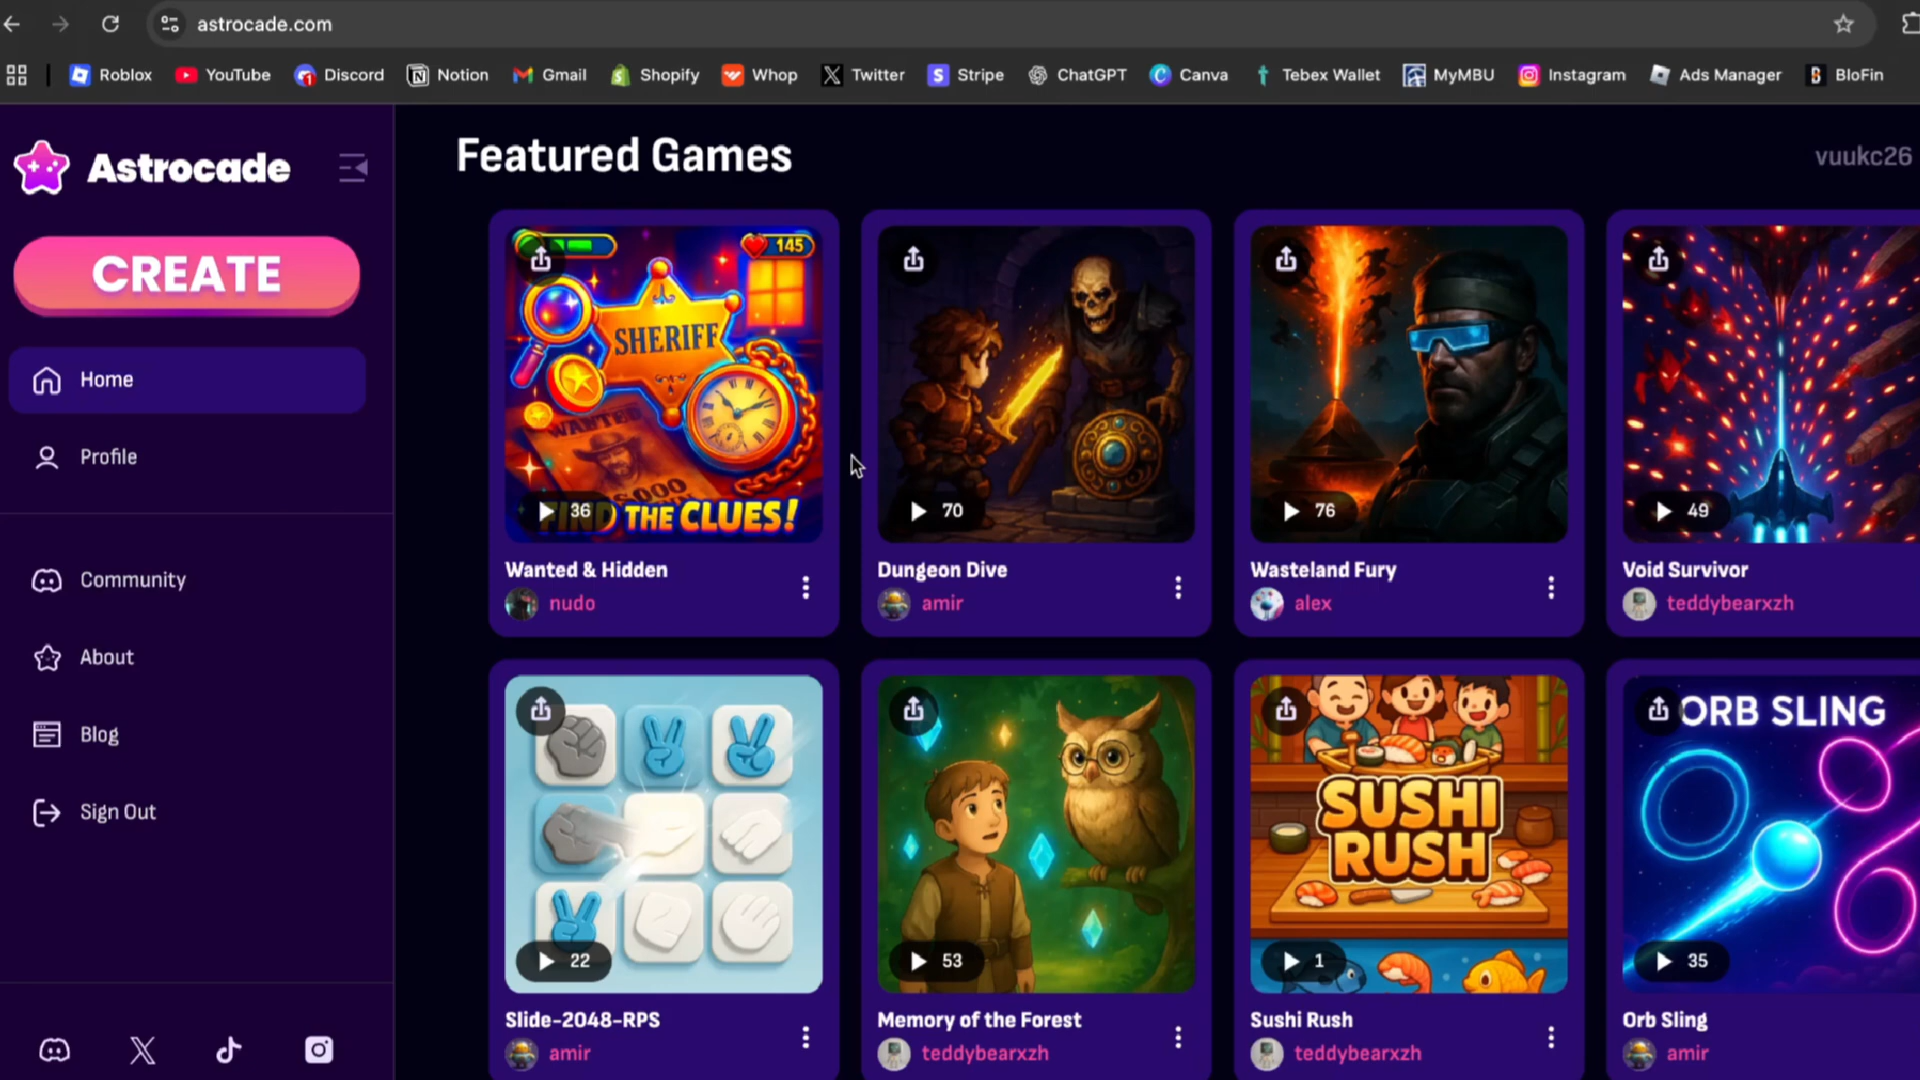 astrocade.com
Roblox YouTube Discord Notion Gmail Shopify Whop Twitter Stripe ChatGPT Canva Tebex Wallet MyMBU Instagram Ads Manager BloFin
Astrocade
CREATE
Home
Profile
Community
About
Blog
Sign Out
Featured Games
vuukc26
145
SHERIFF
WANTED
FIND THE CLUES!
36
Wanted & Hidden
nudo
70
Dungeon Dive
amir
76
Wasteland Fury
alex
49
Void Survivor
teddybearxzh
22
Slide-2048-RPS
amir
53
Memory of the Forest
teddybearxzh
SUSHI
RUSH
1
Sushi Rush
teddybearxzh
ORB SLING
35
Orb Sling
amir